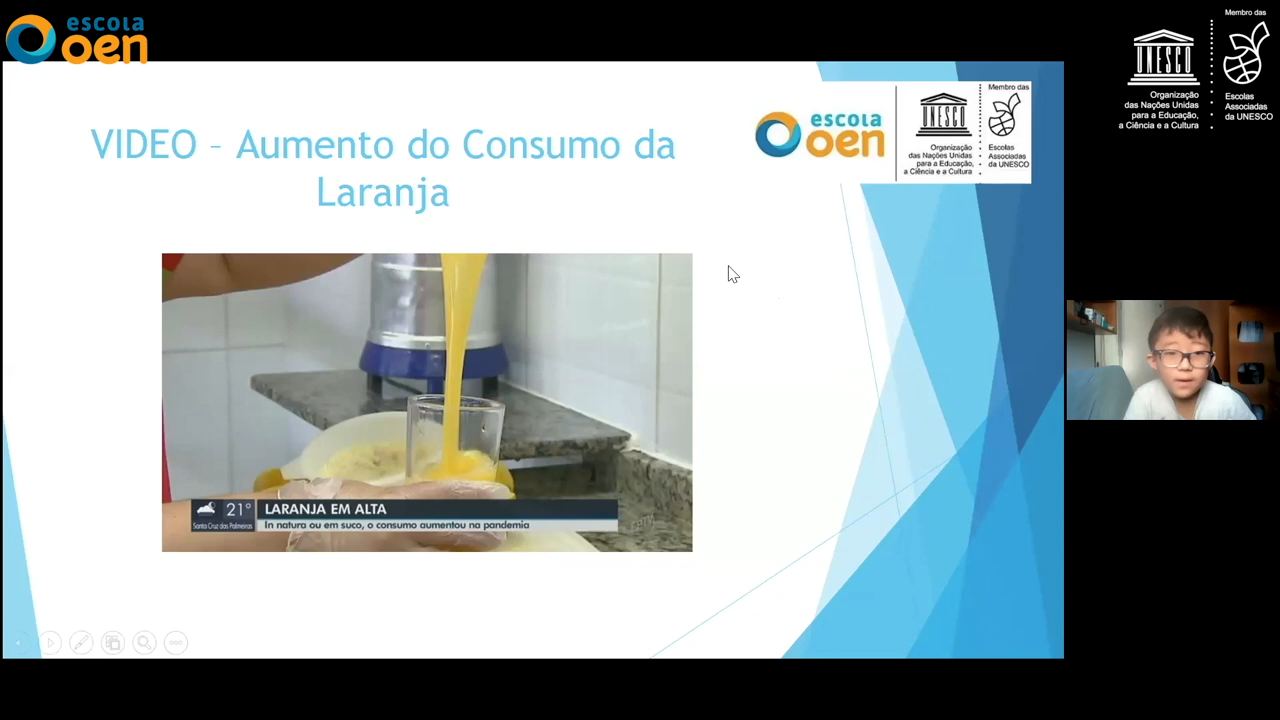 escola
oen
Membro das
UNESCO
Organização
das Nações Unidas
para a Educação,
a Ciência e a Cultura
Escolas
Associadas
da UNESCO
VIDEO – Aumento do Consumo da
Laranja
escola
oen
Membro das
UNESCO
Organização
das Nações Unidas
para a Educação,
a Ciência e a Cultura
Escolas
Associadas
da UNESCO
21°
Santa Cruz das Palmeiras
LARANJA EM ALTA
In natura ou em suco, o consumo aumentou na pandemia